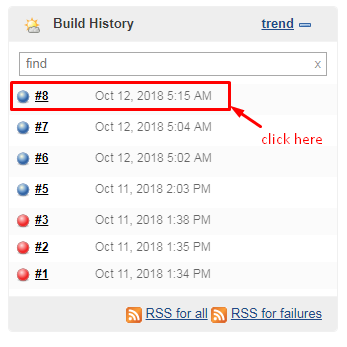 Build History trend
find x
#8 Oct 12, 2018 5:15 AM
#7 Oct 12, 2018 5:04 AM
click here
#6 Oct 12, 2018 5:02 AM
#5 Oct 11, 2018 2:03 PM
#3 Oct 11, 2018 1:38 PM
#2 Oct 11, 2018 1:35 PM
#1 Oct 11, 2018 1:34 PM
RSS for all RSS for failures